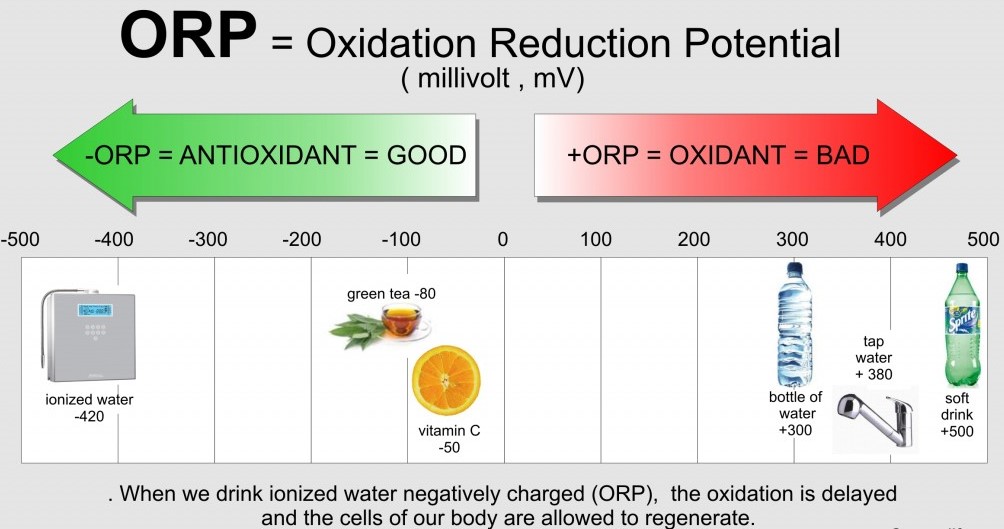 ORP = Oxidation Reduction Potential
( millivolt , mV)
-ORP = ANTIOXIDANT = GOOD
+ORP = OXIDANT = BAD
-500 -400 -300 -200 -100 0 100 200 300 400 500
green tea -80
ionized water
-420
vitamin C
-50
bottle of
water
+300
tap
water
+ 380
Sprite
soft
drink
+500
. When we drink ionized water negatively charged (ORP), the oxidation is delayed
and the cells of our body are allowed to regenerate.